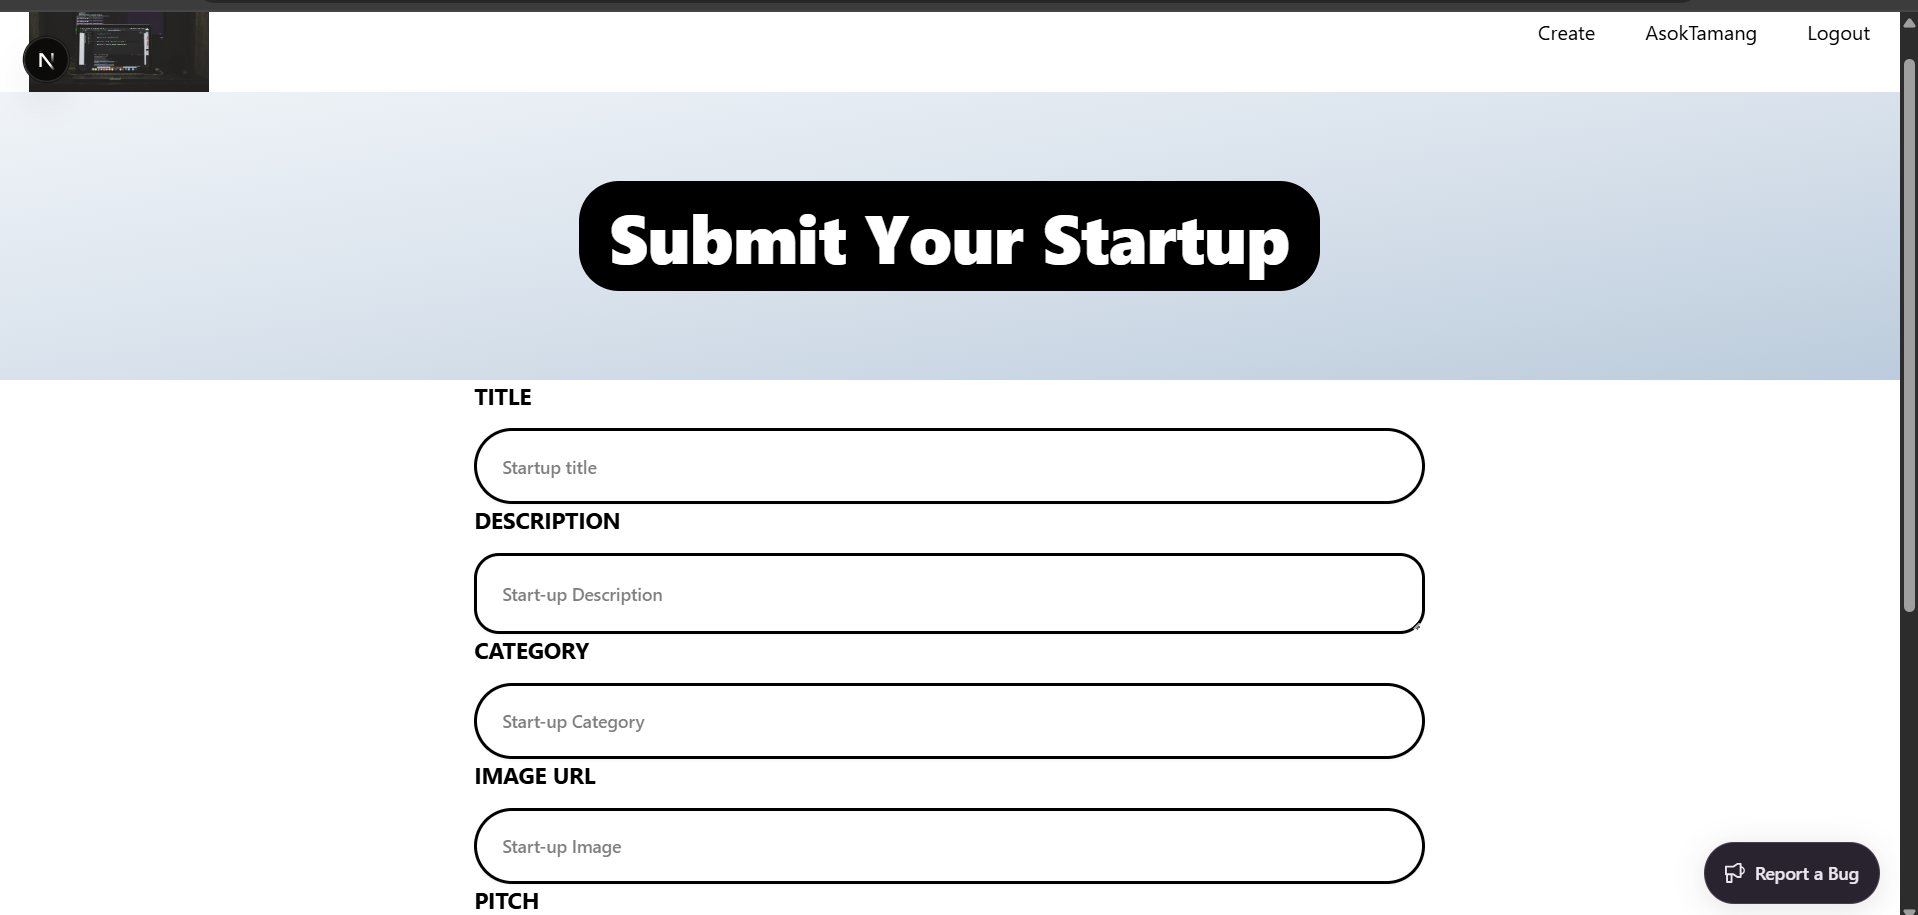 N
Create
AsokTamang
Logout
Submit Your Startup
TITLE
Startup title
DESCRIPTION
Start-up Description
CATEGORY
Start-up Category
IMAGE URL
Start-up Image
PITCH
Report a Bug